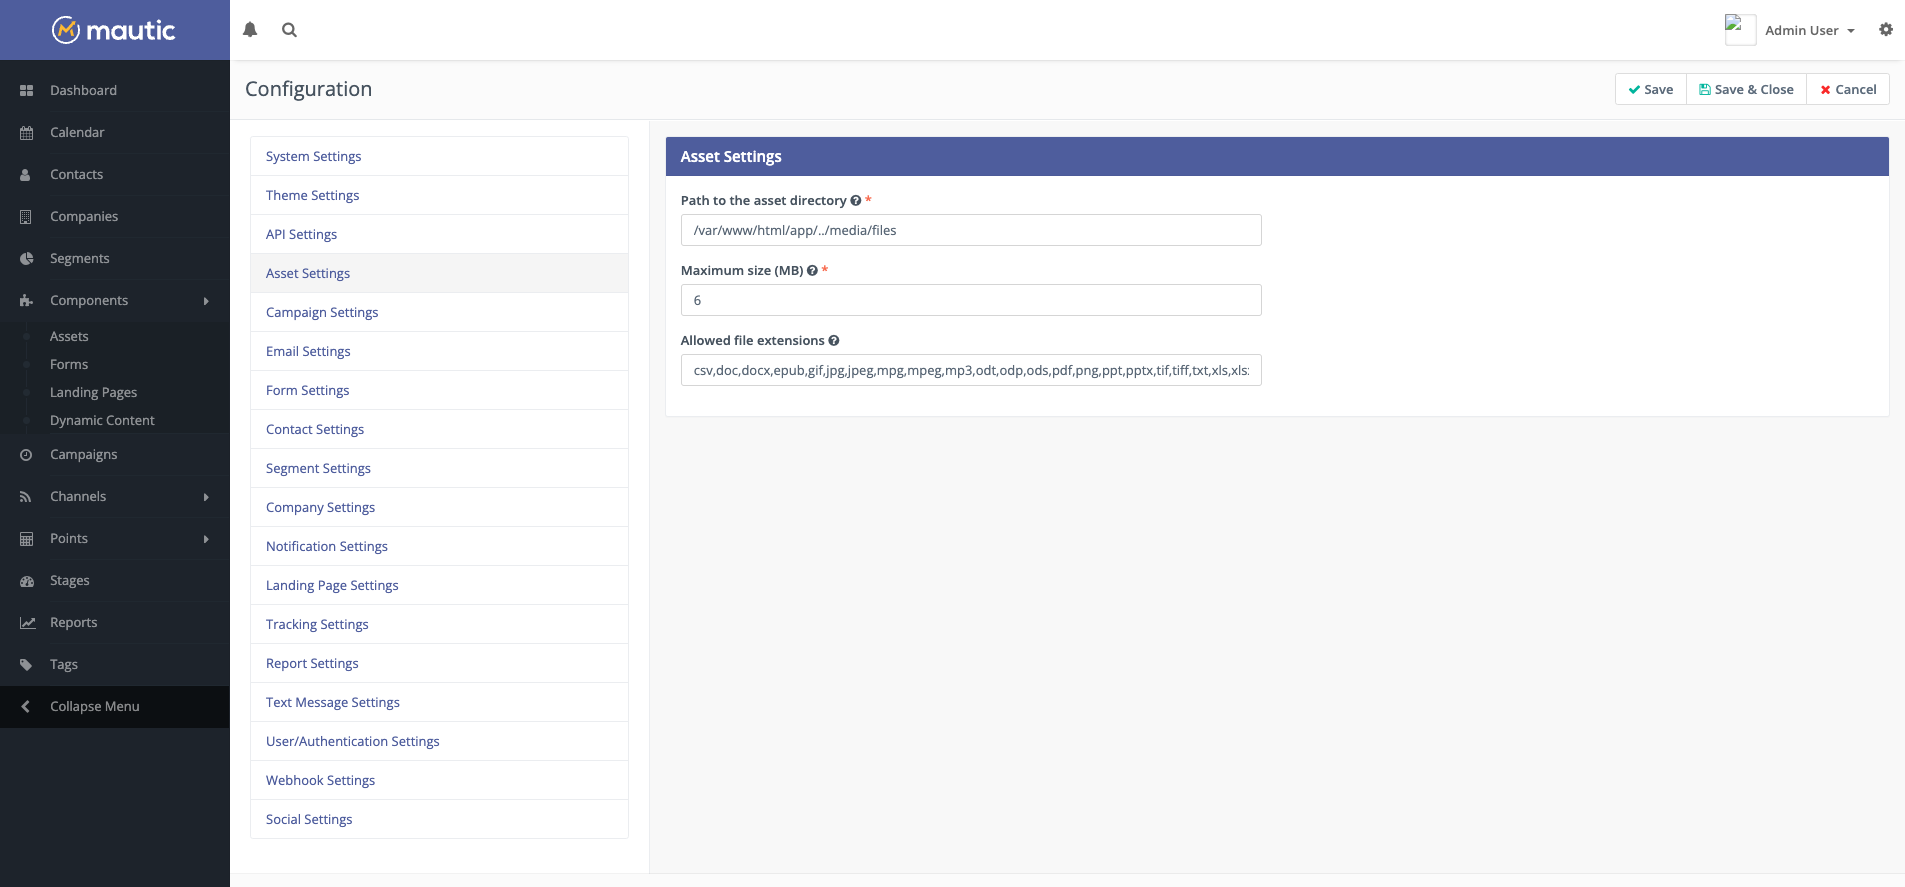 mautic
Admin User
Dashboard
Calendar
Contacts
Companies
Segments
Components
Assets
Forms
Landing Pages
Dynamic Content
Campaigns
Channels
Points
Stages
Reports
Tags
Collapse Menu
Configuration
Save
Save & Close
Cancel
System Settings
Theme Settings
API Settings
Asset Settings
Campaign Settings
Email Settings
Form Settings
Contact Settings
Segment Settings
Company Settings
Notification Settings
Landing Page Settings
Tracking Settings
Report Settings
Text Message Settings
User/Authentication Settings
Webhook Settings
Social Settings
Asset Settings
Path to the asset directory *
/var/www/html/app/../media/files
Maximum size (MB) *
6
Allowed file extensions
csv,doc,docx,epub,gif,jpg,jpeg,mpg,mpeg,mp3,odt,odp,ods,pdf,png,ppt,pptx,tif,tiff,txt,xls,xls